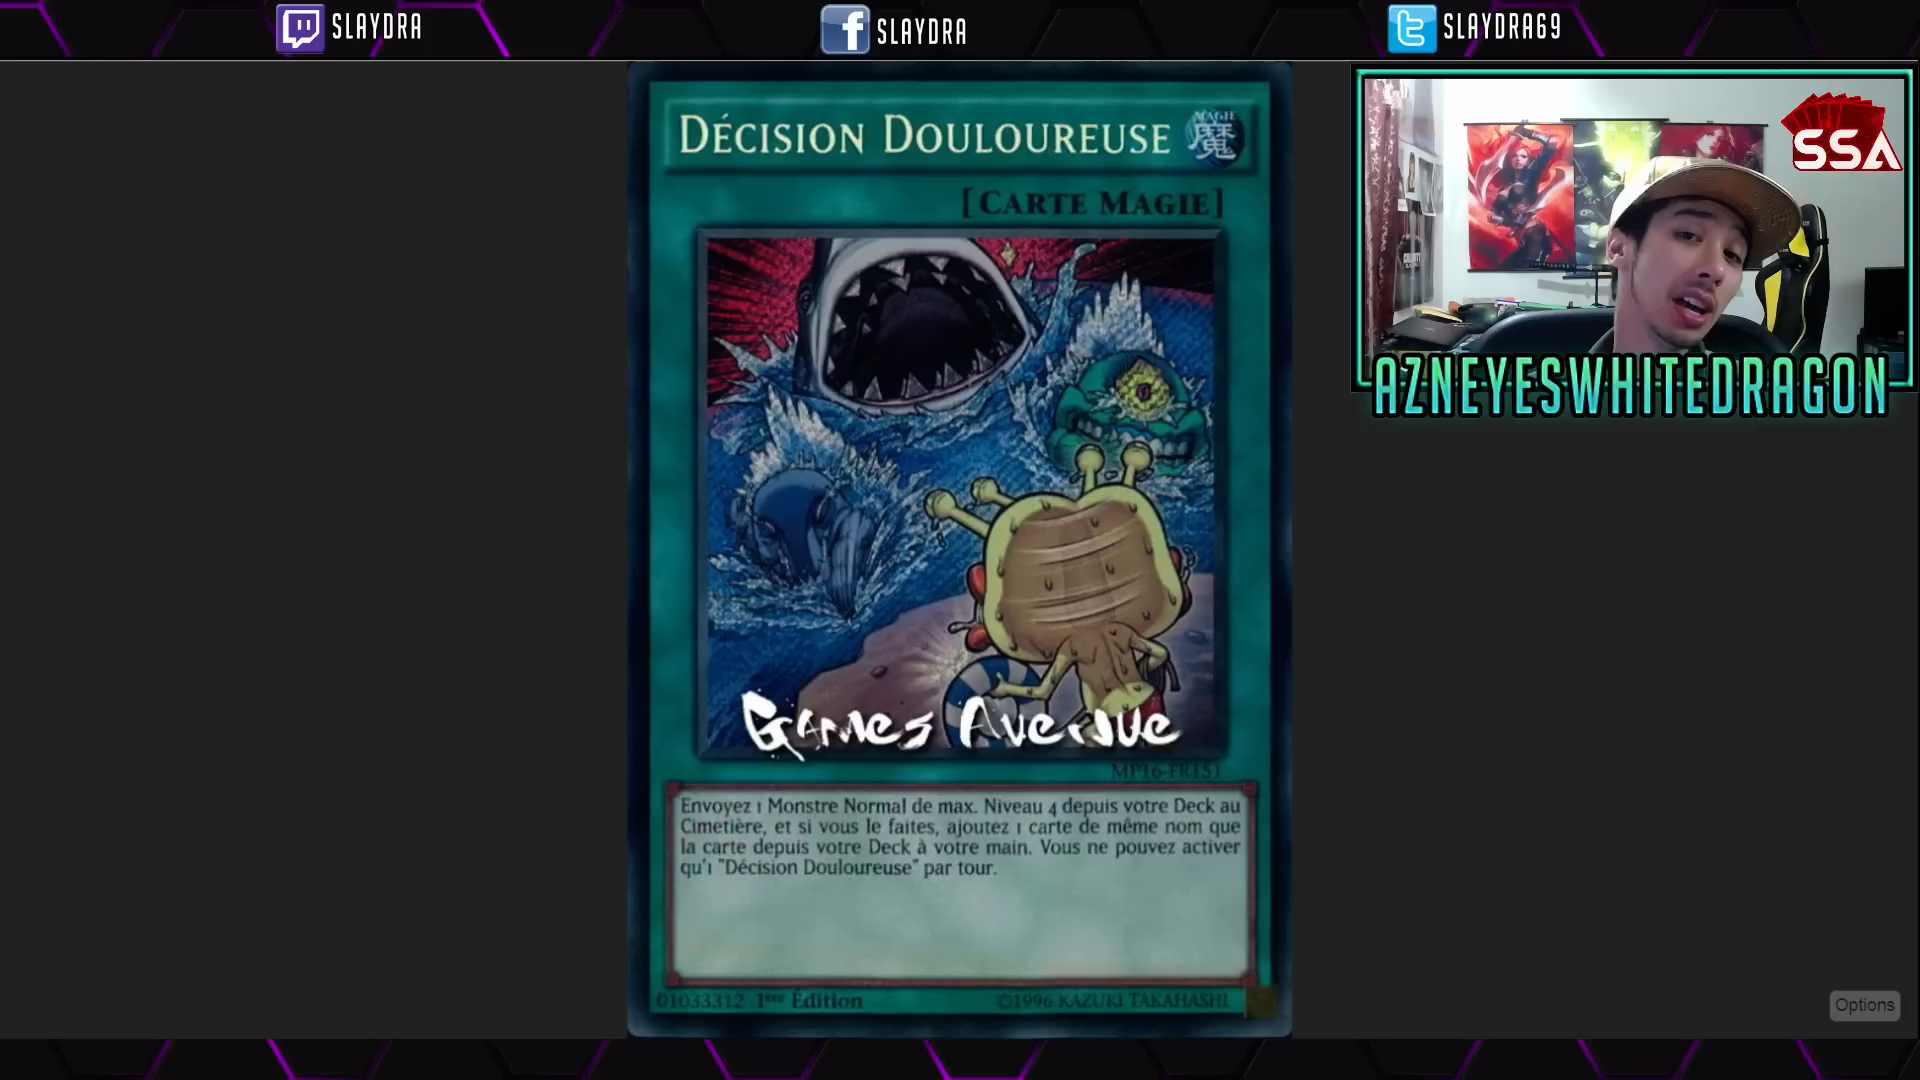 SLAYDRA
SLAYDRA
SLAYDRA69
SSA
AZNEYESWHITEDRAGON
DÉCISION DOULOUREUSE
MAGIE
魔
[CARTE MAGIE]
GAMES AVENUE
MP16-FR151
Envoyez 1 Monstre Normal de max. Niveau 4 depuis votre Deck au
Cimetière, et si vous le faites, ajoutez 1 carte de même nom que
la carte depuis votre Deck à votre main. Vous ne pouvez activer
qu'1 "Décision Douloureuse" par tour.
01033312 1ère Édition
©1996 KAZUKI TAKAHASHI
Options